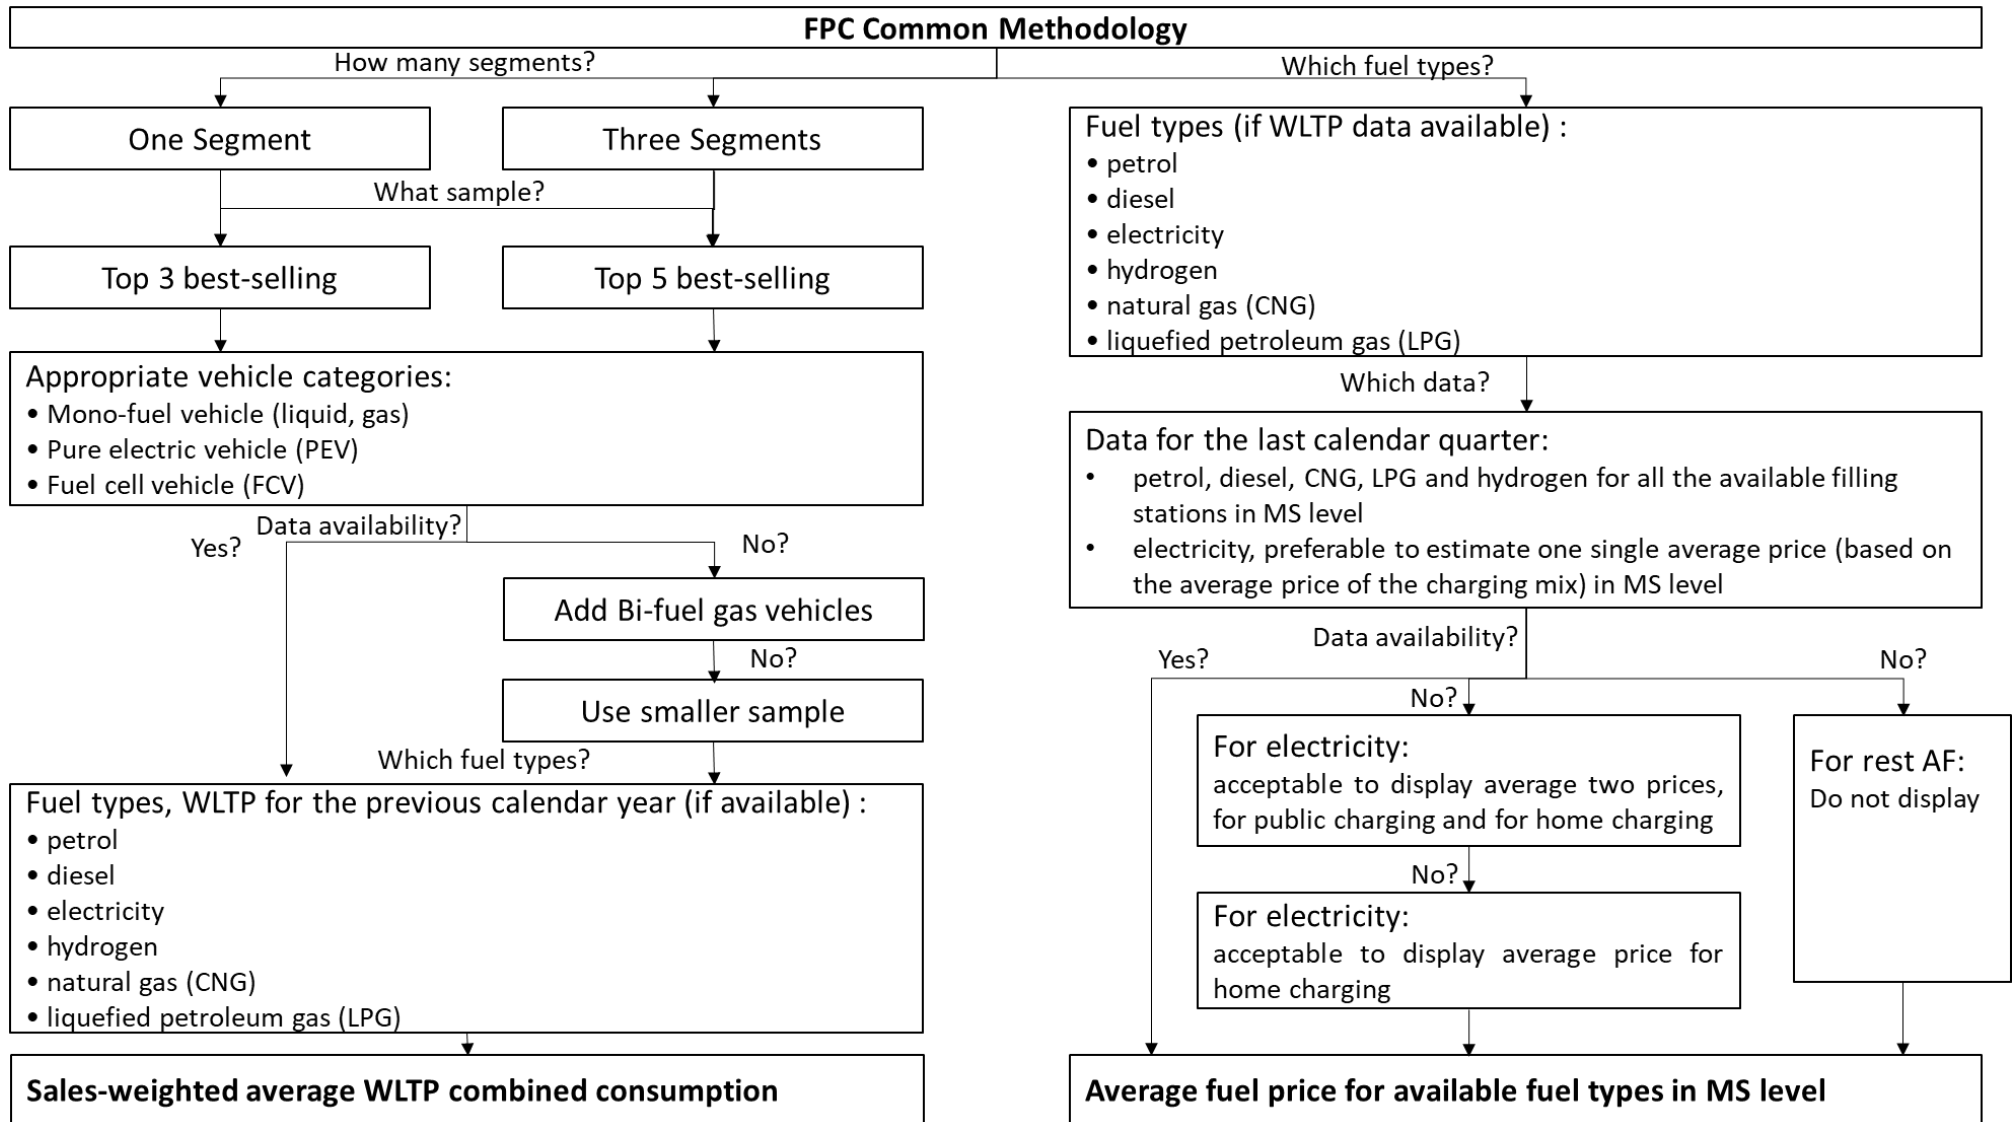 FPC Common Methodology
How many segments?
Which fuel types?
One Segment
Three Segments
What sample?
Top 3 best-selling
Top 5 best-selling
Appropriate vehicle categories:
• Mono-fuel vehicle (liquid, gas)
• Pure electric vehicle (PEV)
• Fuel cell vehicle (FCV)
Data availability?
Yes?
No?
Add Bi-fuel gas vehicles
No?
Use smaller sample
Which fuel types?
Fuel types, WLTP for the previous calendar year (if available) :
• petrol
• diesel
• electricity
• hydrogen
• natural gas (CNG)
• liquefied petroleum gas (LPG)
Sales-weighted average WLTP combined consumption
Fuel types (if WLTP data available) :
• petrol
• diesel
• electricity
• hydrogen
• natural gas (CNG)
• liquefied petroleum gas (LPG)
Which data?
Data for the last calendar quarter:
• petrol, diesel, CNG, LPG and hydrogen for all the available filling
stations in MS level
• electricity, preferable to estimate one single average price (based on
the average price of the charging mix) in MS level
Data availability?
Yes?
No?
No?
For electricity:
acceptable to display average two prices,
for public charging and for home charging
No?
For electricity:
acceptable to display average price for
home charging
For rest AF:
Do not display
Average fuel price for available fuel types in MS level